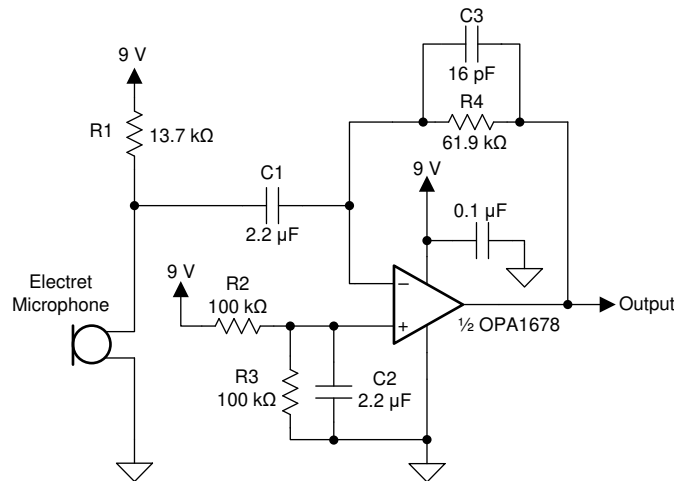 C3
16 pF
9 V
R4
R1
13.7 kΩ
61.9 kΩ
C1
9 V
0.1 µF
2.2 µF
Electret
Microphone
9 V
R2
100 kΩ
−
+
Output
½ OPA1678
R3
100 kΩ
C2
2.2 µF